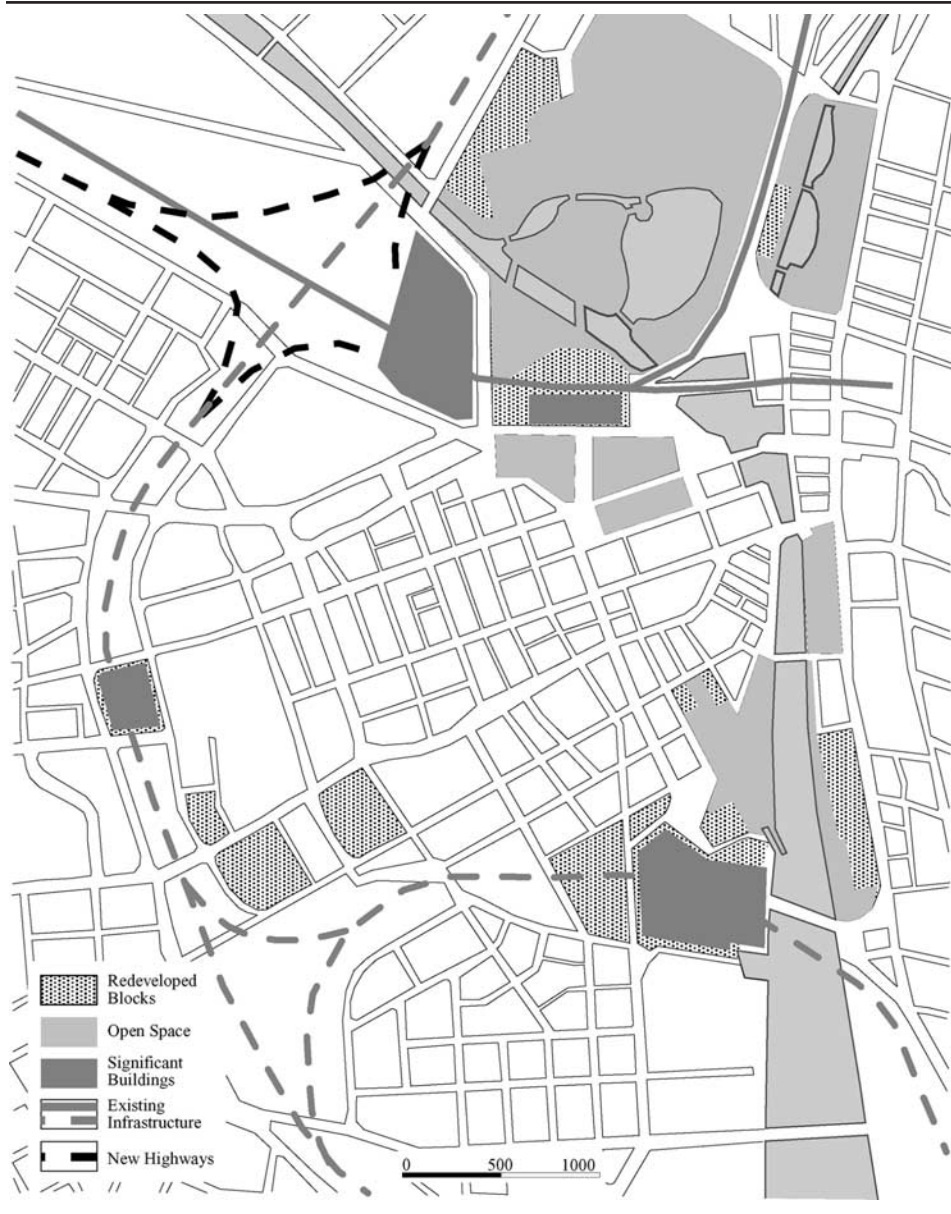 Redeveloped
Blocks
Open Space
Significant
Buildings
Existing
Infrastructure
New Highways
0 500 1000